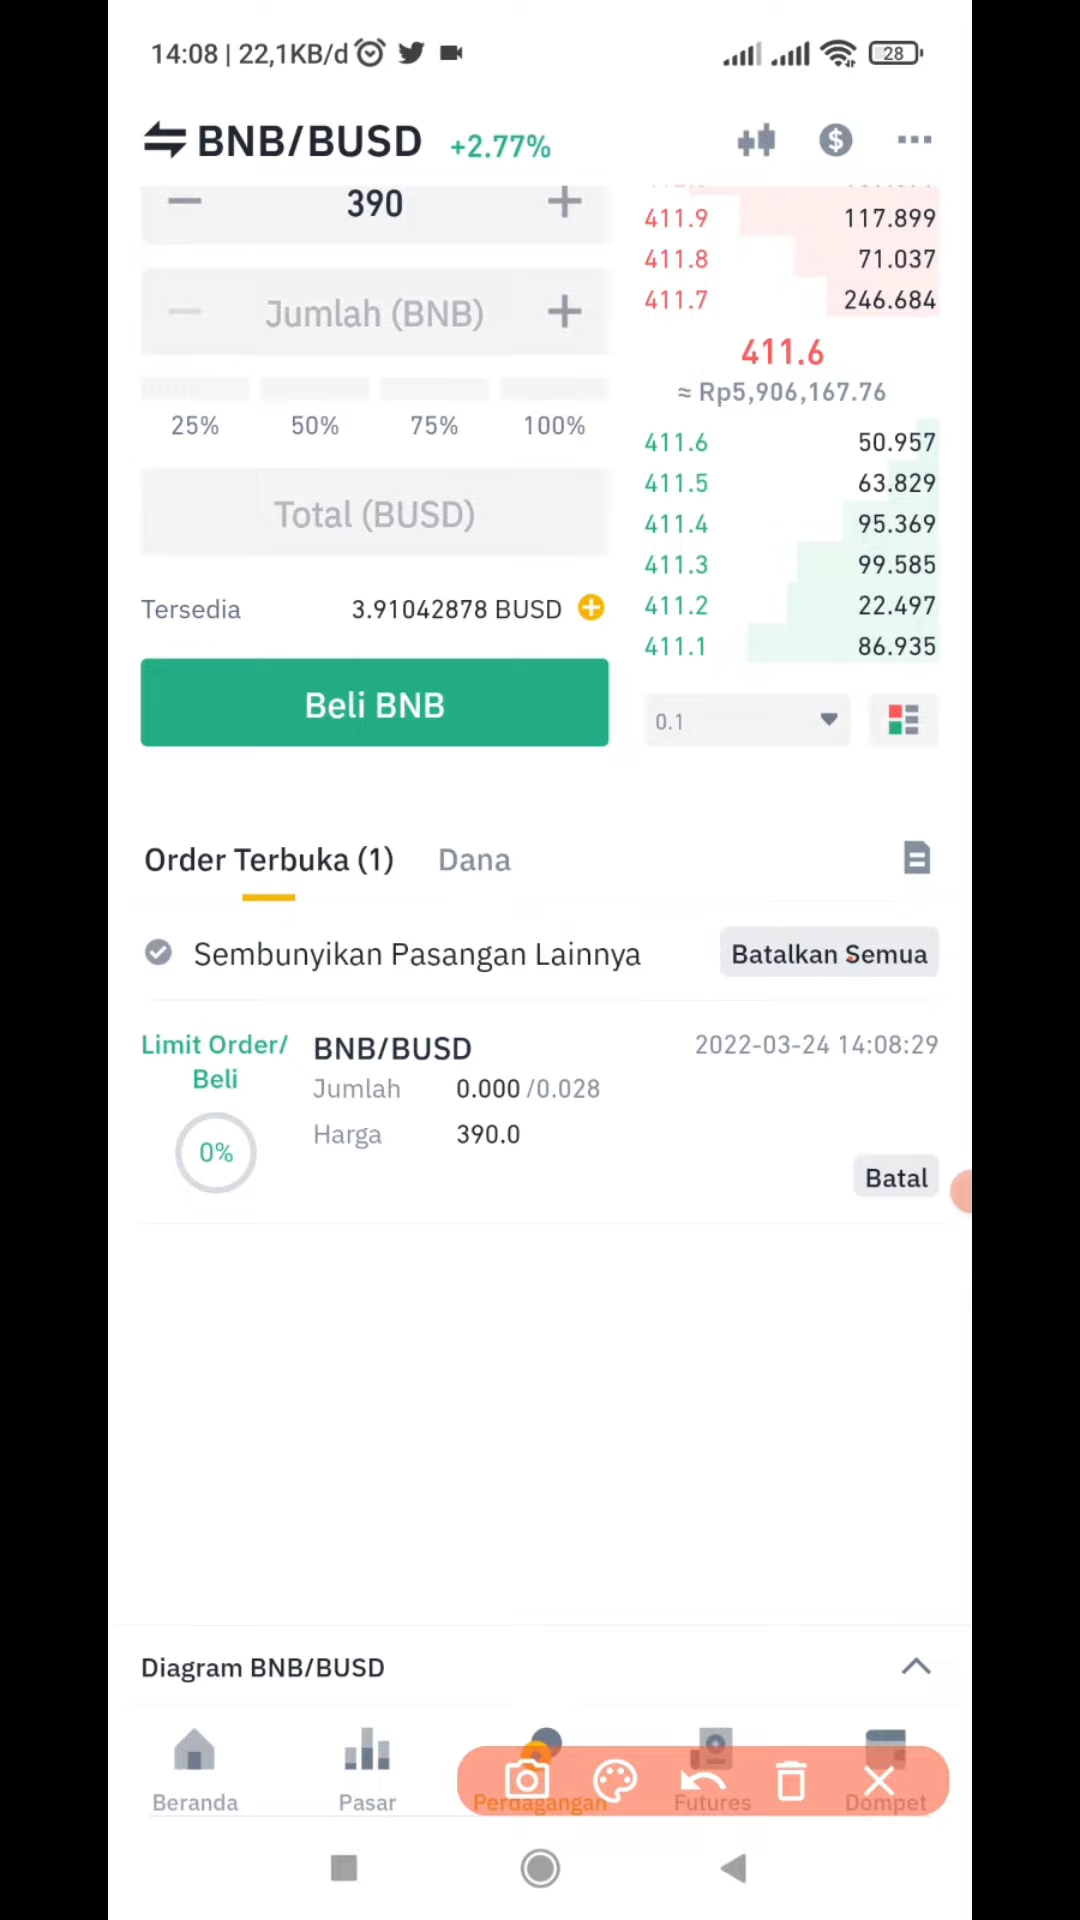 14:08 | 22,1KB/d
28
BNB/BUSD +2.77%
390
Jumlah (BNB)
25% 50% 75% 100%
Total (BUSD)
Tersedia 3.91042878 BUSD
Beli BNB
411.9 117.899
411.8 71.037
411.7 246.684
411.6
≈ Rp5,906,167.76
411.6 50.957
411.5 63.829
411.4 95.369
411.3 99.585
411.2 22.497
411.1 86.935
0.1
Order Terbuka (1) Dana
Sembunyikan Pasangan Lainnya Batalkan Semua
Limit Order/ BNB/BUSD 2022-03-24 14:08:29
Beli
Jumlah 0.000 /0.028
Harga 390.0
0%
Batal
Diagram BNB/BUSD
Beranda Pasar Perdagangan Futures Dompet